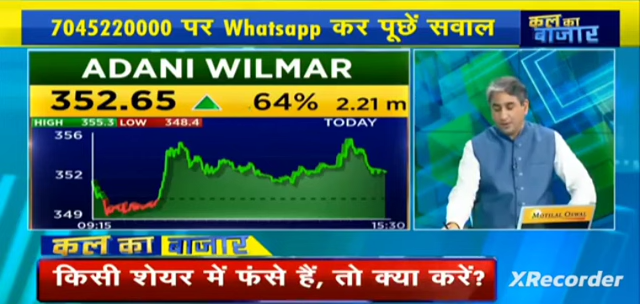 7045220000 पर Whatsapp कर पूछें सवाल
कल का
बाज़ार
ADANI WILMAR
352.65 .64% 2.21 m
HIGH 355.3 LOW 348.4 TODAY
356
352
349
09:15 15:30
MOTILAL OSWAL
कल का बाज़ार
किसी शेयर में फंसे हैं, तो क्या करें?
XRecorder